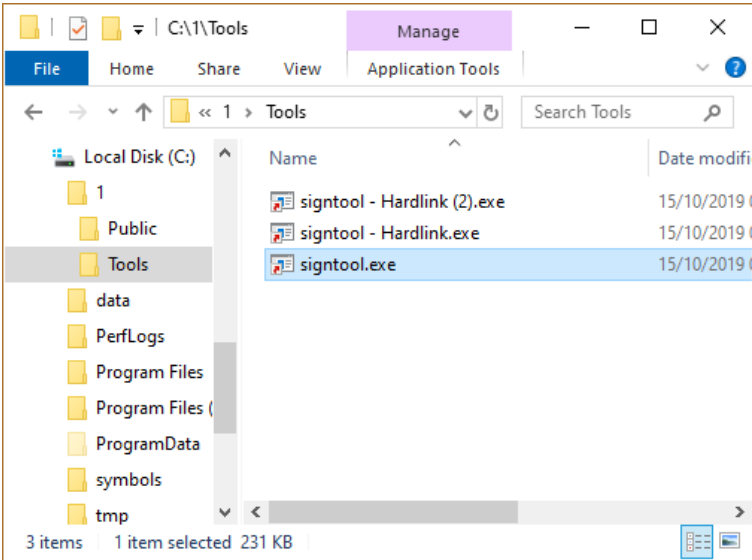 C:\1\Tools
Manage
File Home Share View Application Tools
« 1 > Tools
Search Tools
Local Disk (C:)
1
Public
Tools
data
PerfLogs
Program Files
Program Files (
ProgramData
symbols
tmp
Name Date modifi
signtool - Hardlink (2).exe 15/10/2019
signtool - Hardlink.exe 15/10/2019
signtool.exe 15/10/2019
3 items 1 item selected 231 KB